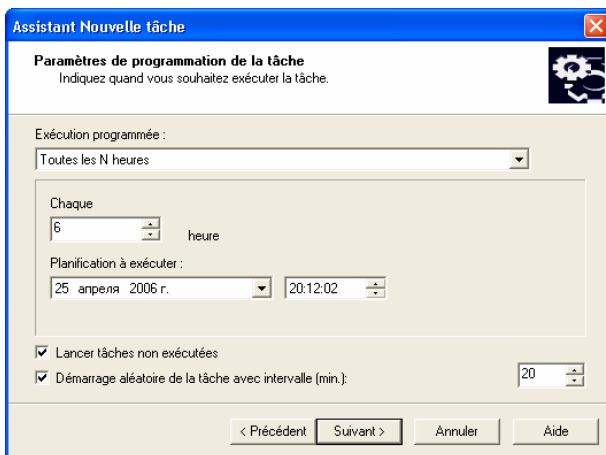 Assistant Nouvelle tâche
Paramètres de programmation de la tâche
Indiquez quand vous souhaitez exécuter la tâche.
Exécution programmée :
Toutes les N heures
Chaque
6
heure
Planification à exécuter :
25 апреля 2006 г.
20:12:02
Lancer tâches non exécutées
Démarrage aléatoire de la tâche avec intervalle (min.):
20
< Précédent
Suivant >
Annuler
Aide